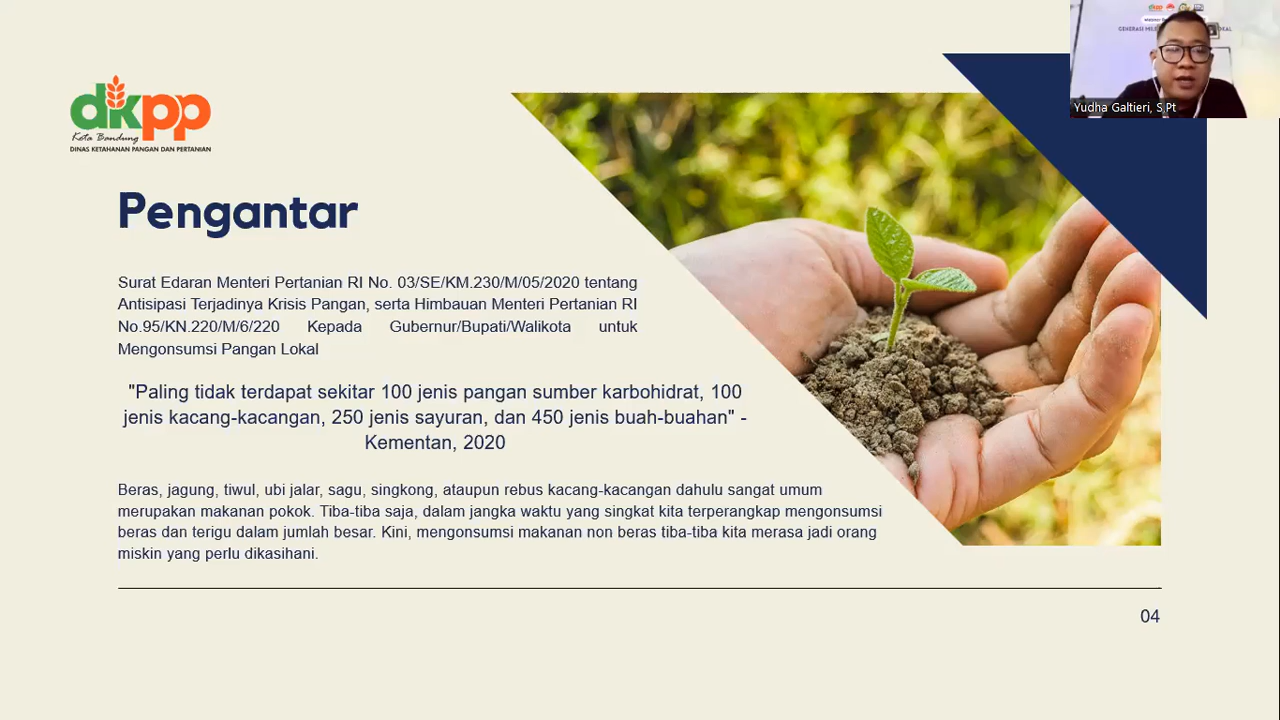 dkpp
Kota Bandung
DINAS KETAHANAN PANGAN DAN PERTANIAN
Yudha Galtieri, S.Pt
Pengantar
Surat Edaran Menteri Pertanian RI No. 03/SE/KM.230/M/05/2020 tentang
Antisipasi Terjadinya Krisis Pangan, serta Himbauan Menteri Pertanian RI
No.95/KN.220/M/6/220 Kepada Gubernur/Bupati/Walikota untuk
Mengonsumsi Pangan Lokal
"Paling tidak terdapat sekitar 100 jenis pangan sumber karbohidrat, 100
jenis kacang-kacangan, 250 jenis sayuran, dan 450 jenis buah-buahan" -
Kementan, 2020
Beras, jagung, tiwul, ubi jalar, sagu, singkong, ataupun rebus kacang-kacangan dahulu sangat umum
merupakan makanan pokok. Tiba-tiba saja, dalam jangka waktu yang singkat kita terperangkap mengonsumsi
beras dan terigu dalam jumlah besar. Kini, mengonsumsi makanan non beras tiba-tiba kita merasa jadi orang
miskin yang perlu dikasihani.
04